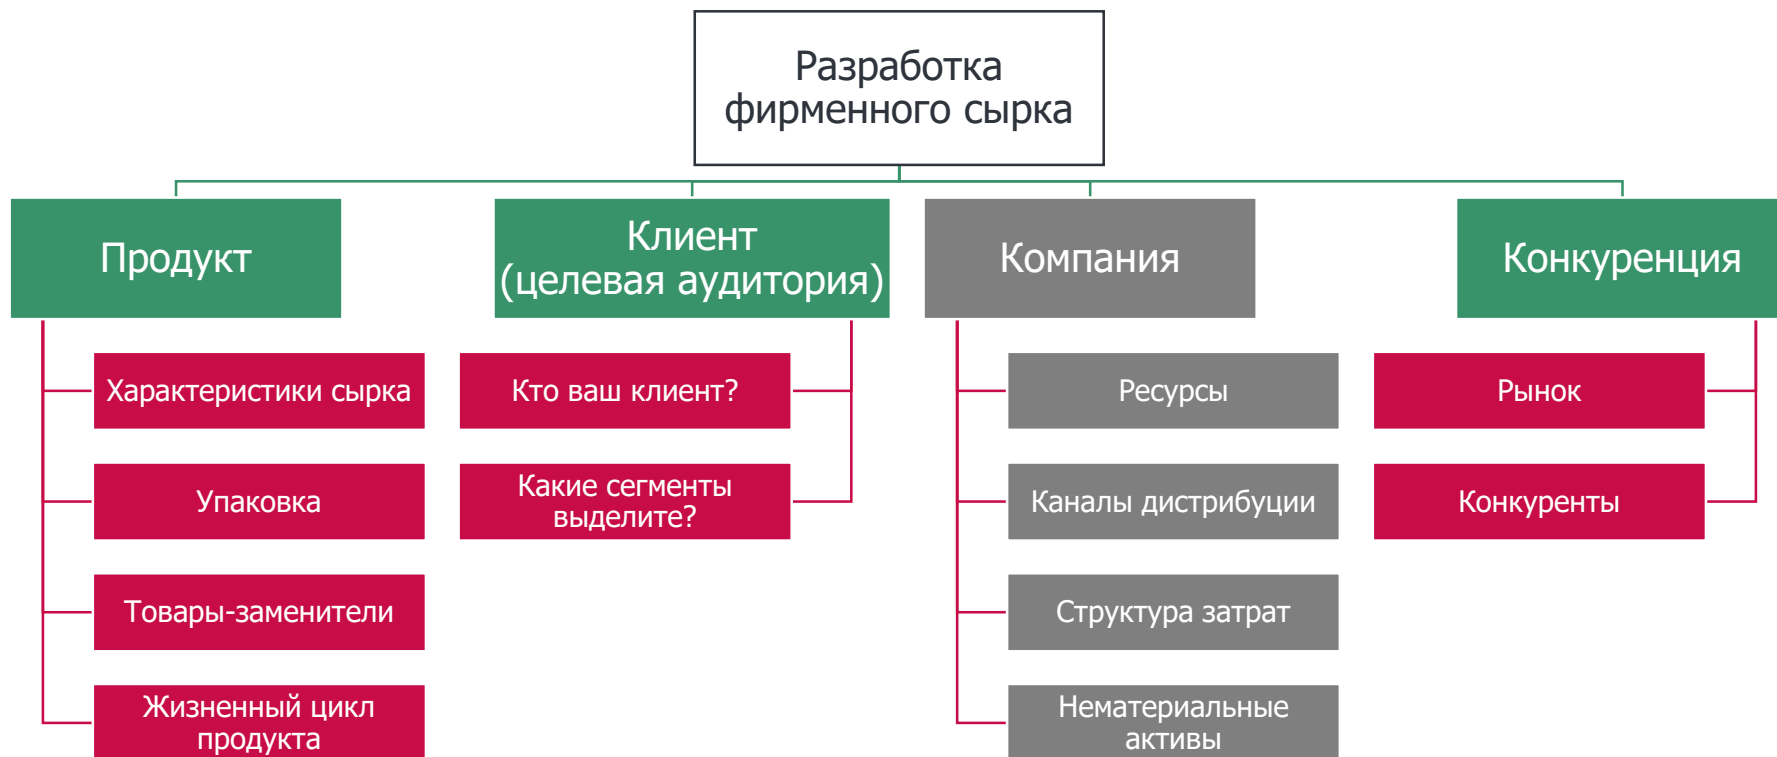 Разработка
фирменного сырка
Продукт
Клиент
(целевая аудитория)
Компания
Конкуренция
Характеристики сырка
Упаковка
Товары-заменители
Жизненный цикл
продукта
Кто ваш клиент?
Какие сегменты
выделите?
Ресурсы
Каналы дистрибуции
Структура затрат
Нематериальные
активы
Рынок
Конкуренты